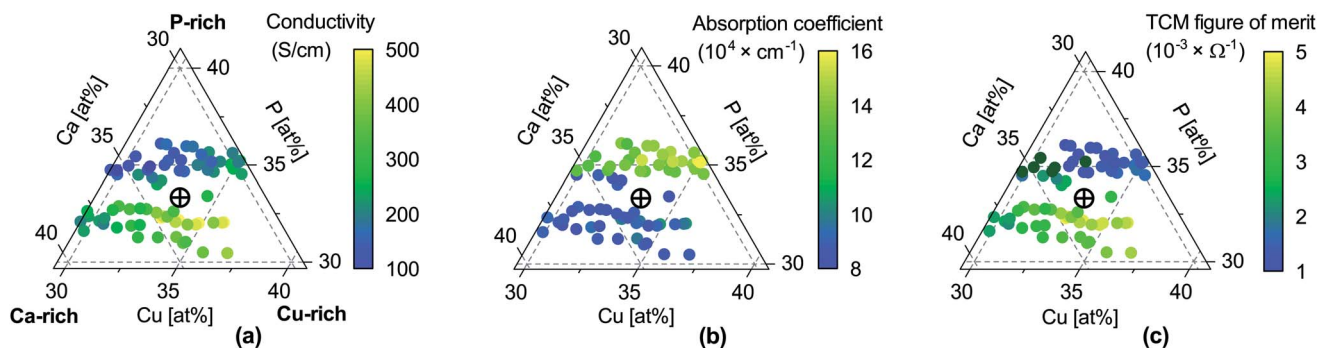 P-rich
Conductivity
(S/cm)
500
400
300
200
100
30
40
Ca [at%]
P [at%]
35
35
40
30
30
35
40
Ca-rich
Cu [at%]
Cu-rich
(a)
Absorption coefficient
(10⁴ × cm⁻¹)
16
14
12
10
8
30
40
Ca [at%]
P [at%]
35
35
40
30
30
35
40
Cu [at%]
(b)
TCM figure of merit
(10⁻³ × Ω⁻¹)
5
4
3
2
1
30
40
Ca [at%]
P [at%]
35
35
40
30
30
35
40
Cu [at%]
(c)